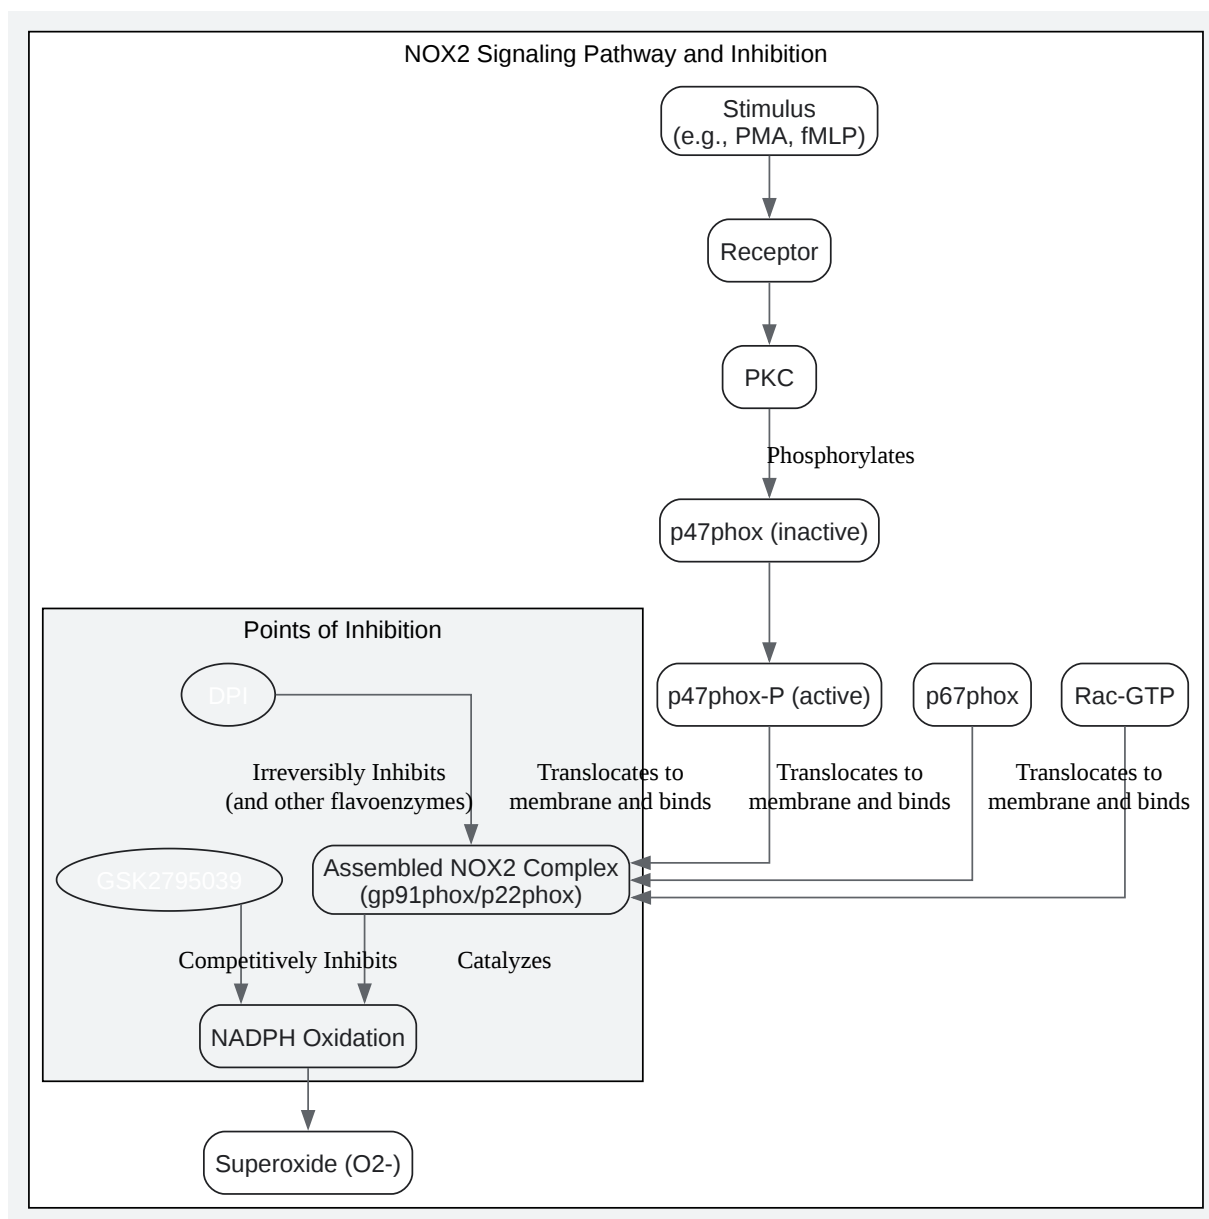 NOX2 Signaling Pathway and Inhibition
Stimulus
(e.g., PMA, fMLP)
Receptor
PKC
Phosphorylates
p47phox (inactive)
Points of Inhibition
DPI
p47phox-P (active)
p67phox
Rac-GTP
Irreversibly Inhibits
(and other flavoenzymes)
Translocates to
membrane and binds
Translocates to
membrane and binds
Translocates to
membrane and binds
GSK2795039
Assembled NOX2 Complex
(gp91phox/p22phox)
Competitively Inhibits
Catalyzes
NADPH Oxidation
Superoxide (O2-)